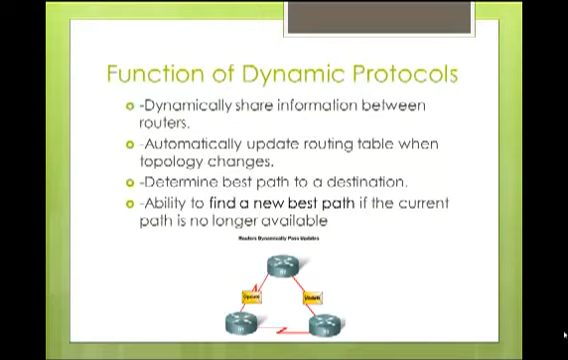 Function of Dynamic Protocols
-Dynamically share information between
routers.
-Automatically update routing table when
topology changes.
-Determine best path to a destination.
-Ability to find a new best path if the current
path is no longer available
Routers Dynamically Pass Updates
Update
Update